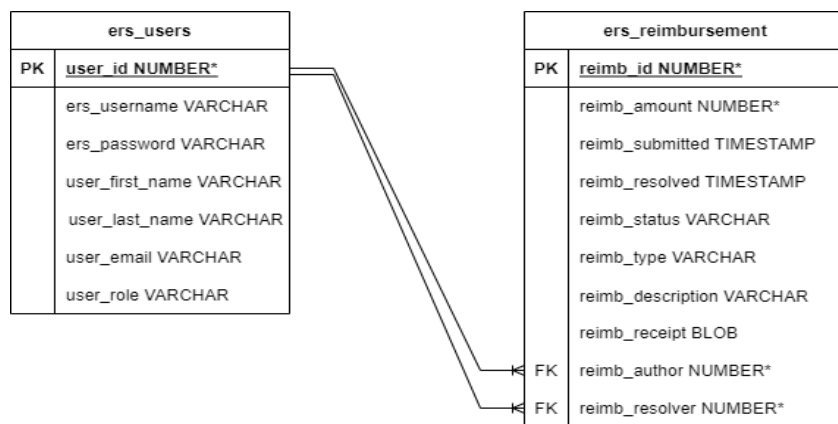 ers_users
PK user_id NUMBER*
ers_username VARCHAR
ers_password VARCHAR
user_first_name VARCHAR
user_last_name VARCHAR
user_email VARCHAR
user_role VARCHAR
ers_reimbursement
PK reimb_id NUMBER*
reimb_amount NUMBER*
reimb_submitted TIMESTAMP
reimb_resolved TIMESTAMP
reimb_status VARCHAR
reimb_type VARCHAR
reimb_description VARCHAR
reimb_receipt BLOB
FK reimb_author NUMBER*
FK reimb_resolver NUMBER*